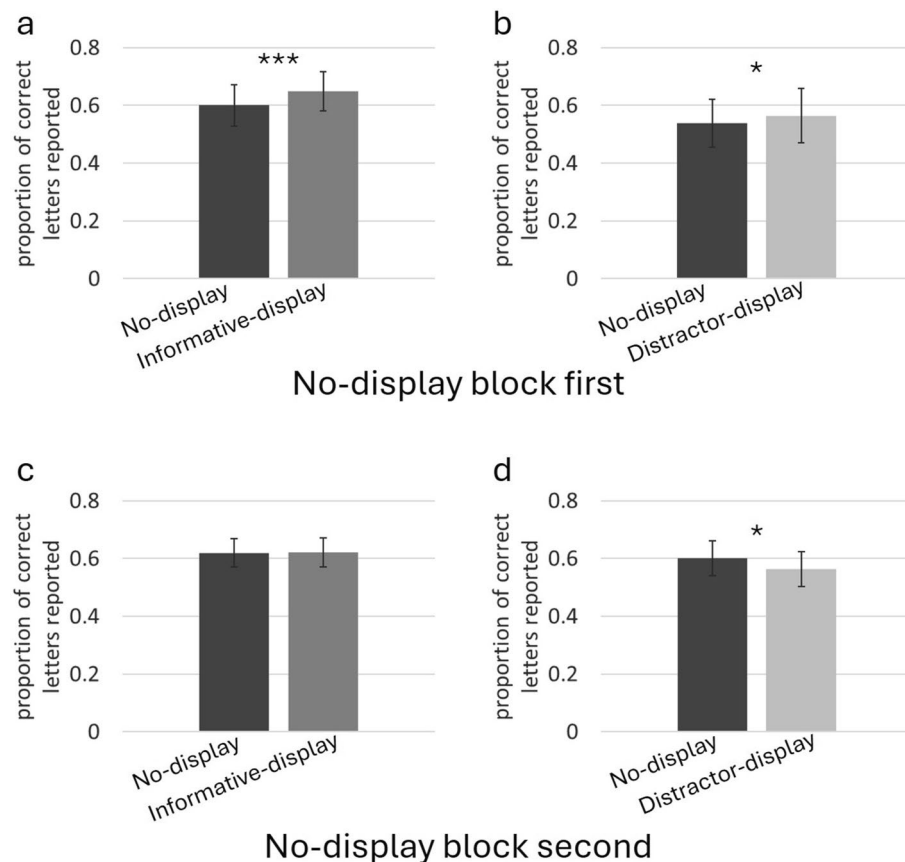 a
0.8
0.6
0.4
0.2
0
proportion of correct
letters reported
***
No-display
Informative-display
b
0.8
0.6
0.4
0.2
0
proportion of correct
letters reported
*
No-display
Distractor-display
No-display block first
c
0.8
0.6
0.4
0.2
0
proportion of correct
letters reported
No-display
Informative-display
d
0.8
0.6
0.4
0.2
0
proportion of correct
letters reported
*
No-display
Distractor-display
No-display block second